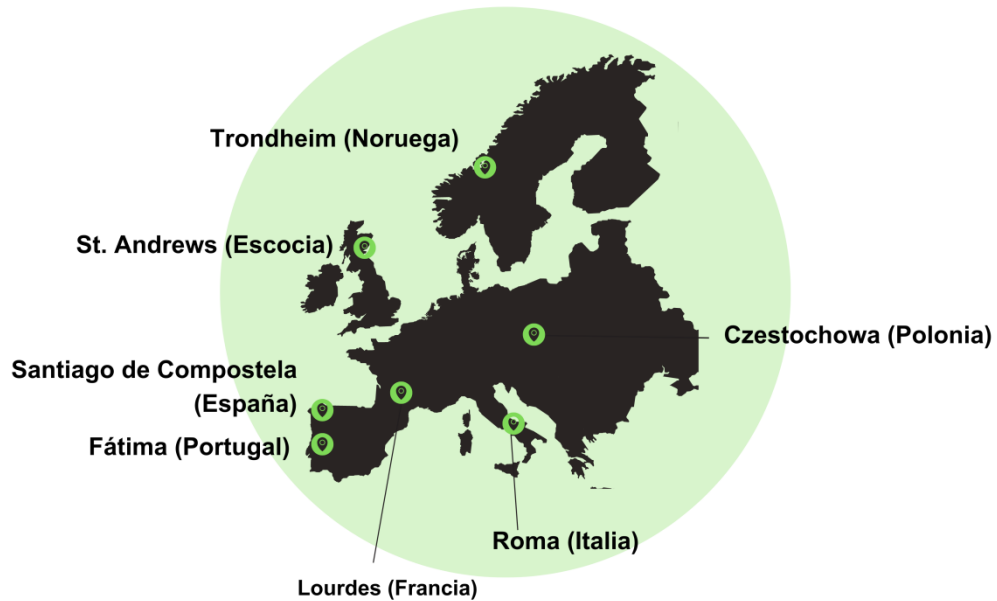 Trondheim (Noruega)
St. Andrews (Escocia)
Czestochowa (Polonia)
Santiago de Compostela
(España)
Fátima (Portugal)
Roma (Italia)
Lourdes (Francia)